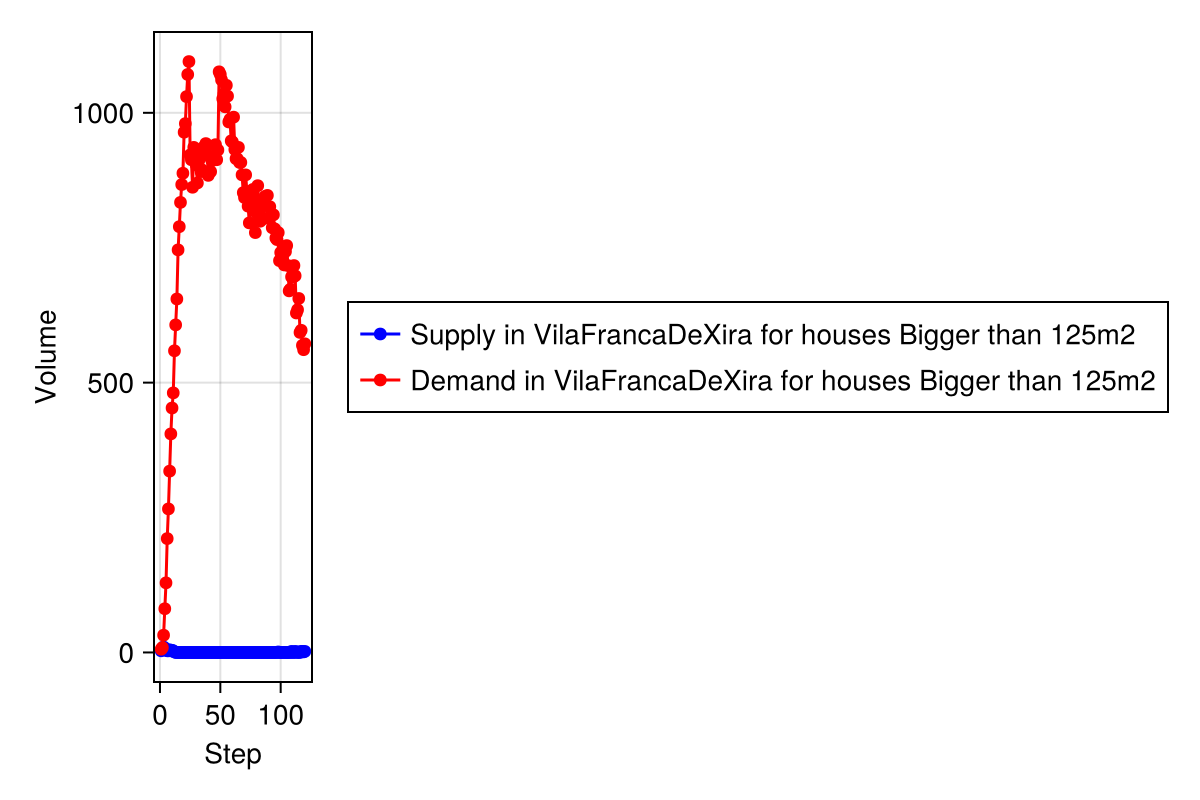 1000
500
0
Volume
0 50 100
Step
Supply in VilaFrancaDeXira for houses Bigger than 125m2
Demand in VilaFrancaDeXira for houses Bigger than 125m2